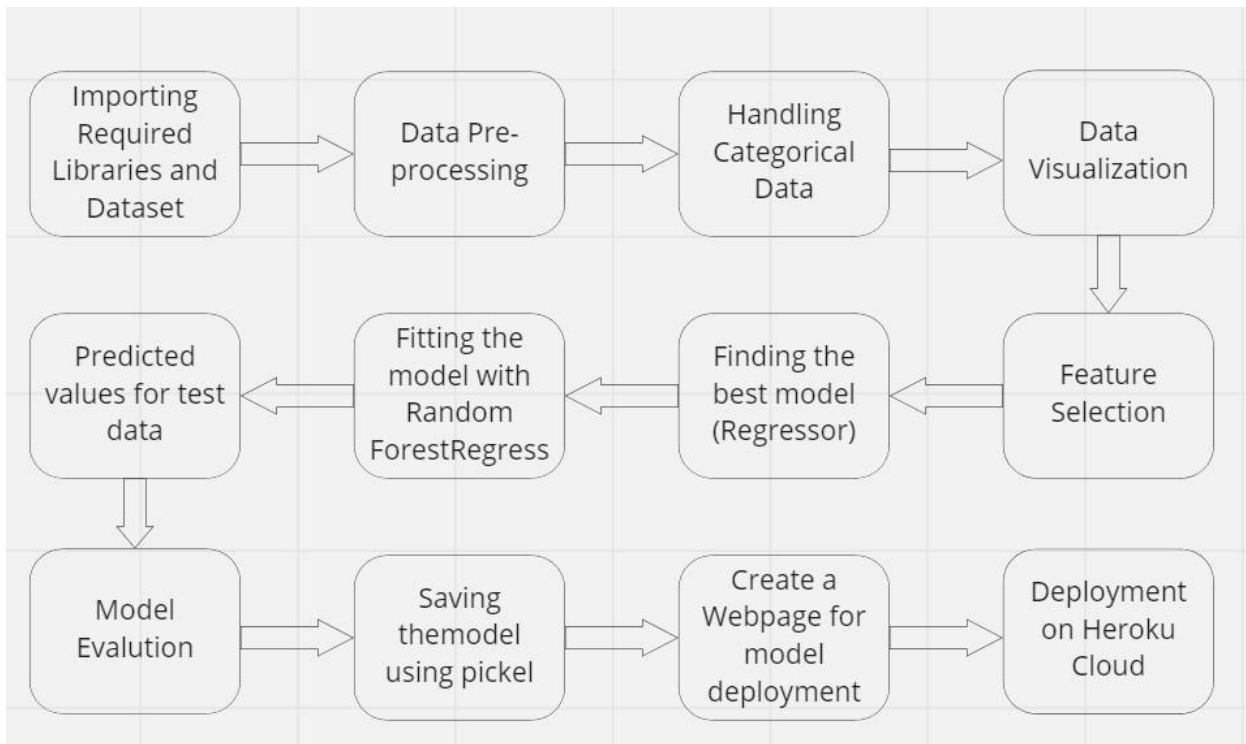 Importing
Required
Libraries and
Dataset
Data Pre-
processing
Handling
Categorical
Data
Data
Visualization
Feature
Selection
Finding the
best model
(Regressor)
Fitting the
model with
Random
ForestRegress
Predicted
values for test
data
Model
Evalution
Saving
themodel
using pickel
Create a
Webpage for
model
deployment
Deployment
on Heroku
Cloud